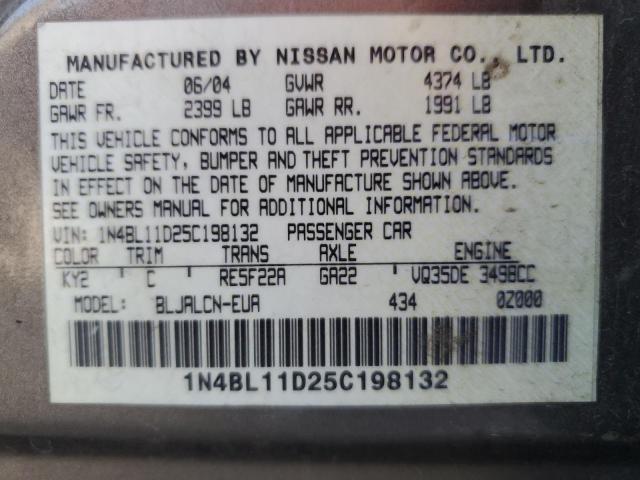 MANUFACTURED BY NISSAN MOTOR CO., LTD.
DATE 06/04 GVWR 4374 LB
GAWR FR. 2399 LB GAWR RR. 1991 LB
THIS VEHICLE CONFORMS TO ALL APPLICABLE FEDERAL MOTOR
VEHICLE SAFETY, BUMPER AND THEFT PREVENTION STANDARDS
IN EFFECT ON THE DATE OF MANUFACTURE SHOWN ABOVE.
SEE OWNERS MANUAL FOR ADDITIONAL INFORMATION.
VIN: 1N4BL11D25C198132 PASSENGER CAR
COLOR TRIM TRANS AXLE ENGINE
KY2 C RE5F22A GA22 VQ35DE 3498CC
MODEL: BLJALCN-EUA 434 0Z000
1N4BL11D25C198132